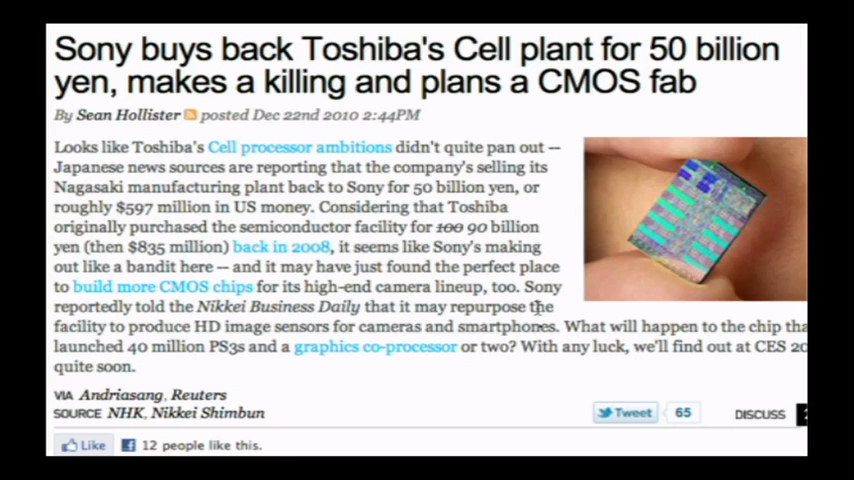 Sony buys back Toshiba's Cell plant for 50 billion
yen, makes a killing and plans a CMOS fab
By Sean Hollister posted Dec 22nd 2010 2:44PM
Looks like Toshiba's Cell processor ambitions didn't quite pan out --
Japanese news sources are reporting that the company's selling its
Nagasaki manufacturing plant back to Sony for 50 billion yen, or
roughly $597 million in US money. Considering that Toshiba
originally purchased the semiconductor facility for 100 90 billion
yen (then $835 million) back in 2008, it seems like Sony's making
out like a bandit here -- and it may have just found the perfect place
to build more CMOS chips for its high-end camera lineup, too. Sony
reportedly told the Nikkei Business Daily that it may repurpose the
facility to produce HD image sensors for cameras and smartphones. What will happen to the chip tha
launched 40 million PS3s and a graphics co-processor or two? With any luck, we'll find out at CES 20
quite soon.
VIA Andriasang, Reuters
SOURCE NHK, Nikkei Shimbun
Tweet 65 DISCUSS
Like 12 people like this.